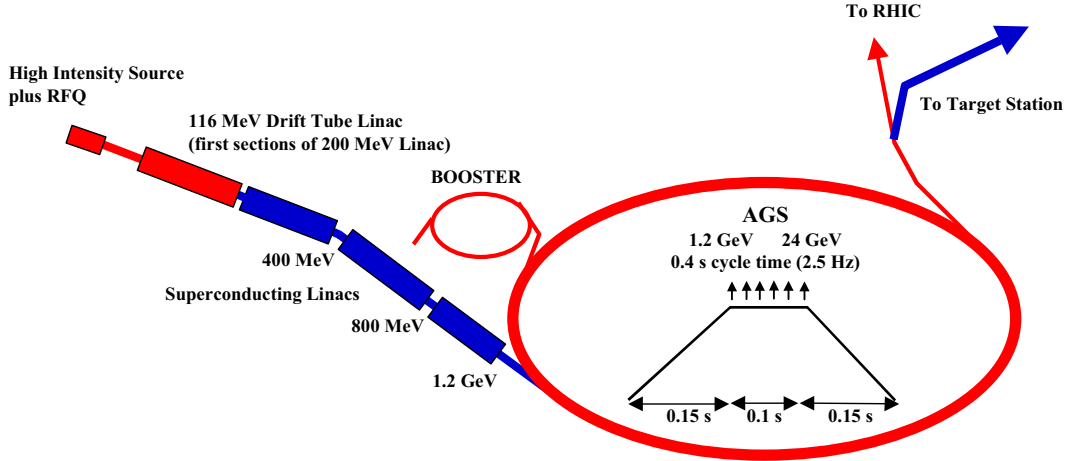 To RHIC
High Intensity Source
plus RFQ
To Target Station
116 MeV Drift Tube Linac
(first sections of 200 MeV Linac)
BOOSTER
AGS
1.2 GeV 24 GeV
0.4 s cycle time (2.5 Hz)
400 MeV
Superconducting Linacs
800 MeV
1.2 GeV
0.15 s 0.1 s 0.15 s